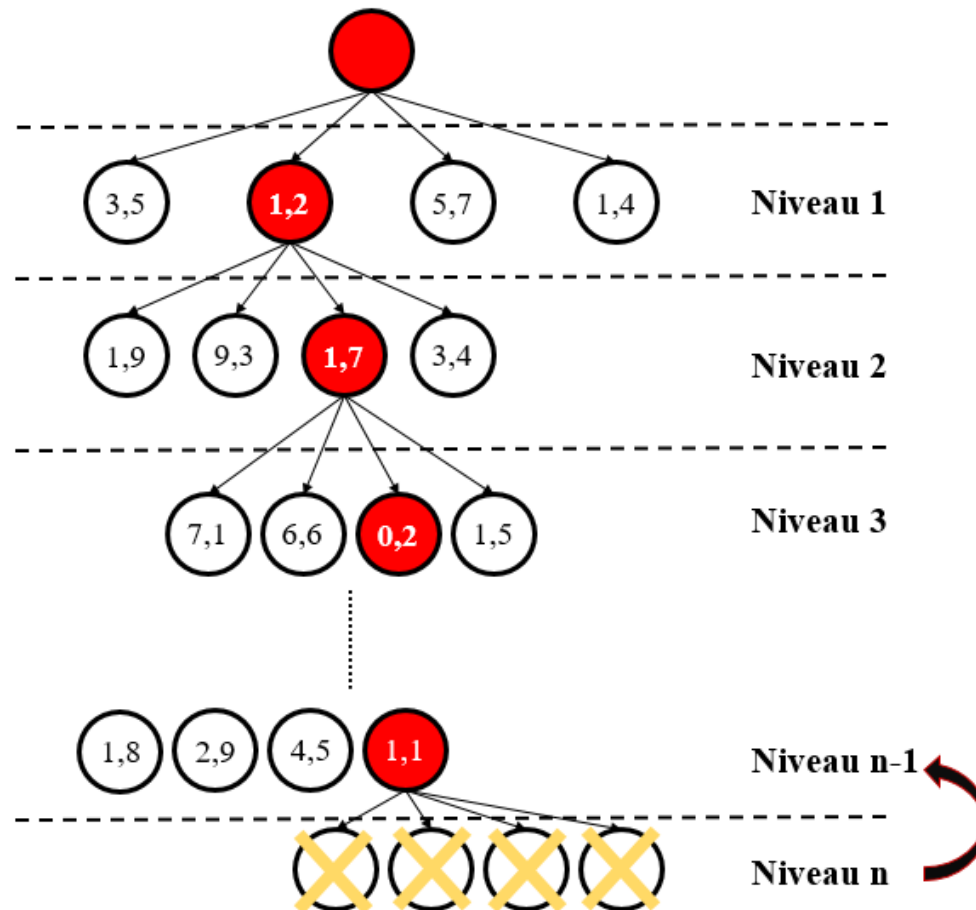 3,5 1,2 5,7 1,4 Niveau 1
1,9 9,3 1,7 3,4 Niveau 2
7,1 6,6 0,2 1,5 Niveau 3
1,8 2,9 4,5 1,1 Niveau n-1
Niveau n